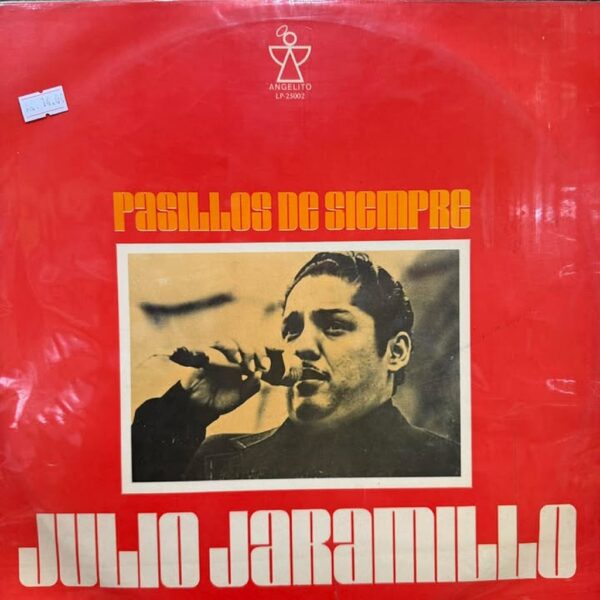 ANGELITO
LP-25002
PASILLOS DE SIEMPRE
JULIO JARAMILLO